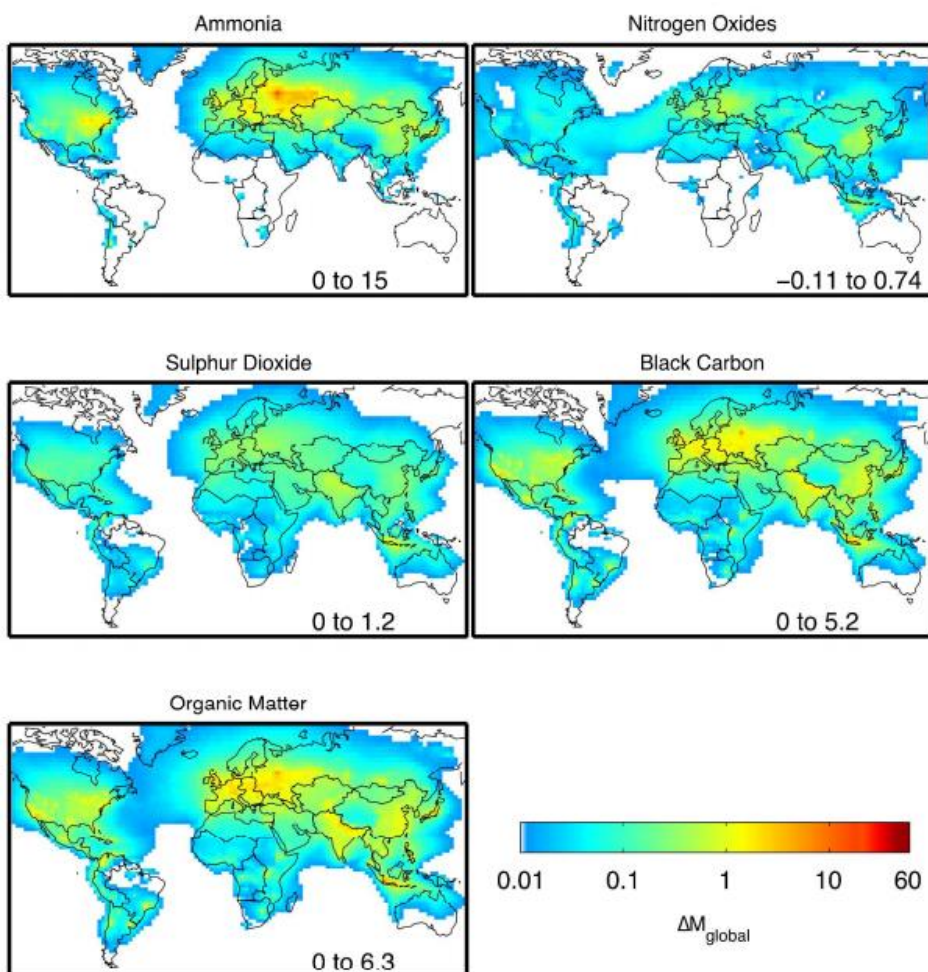 Ammonia
Nitrogen Oxides
0 to 15
−0.11 to 0.74
Sulphur Dioxide
Black Carbon
0 to 1.2
0 to 5.2
Organic Matter
0 to 6.3
0.01 0.1 1 10 60
ΔMglobal